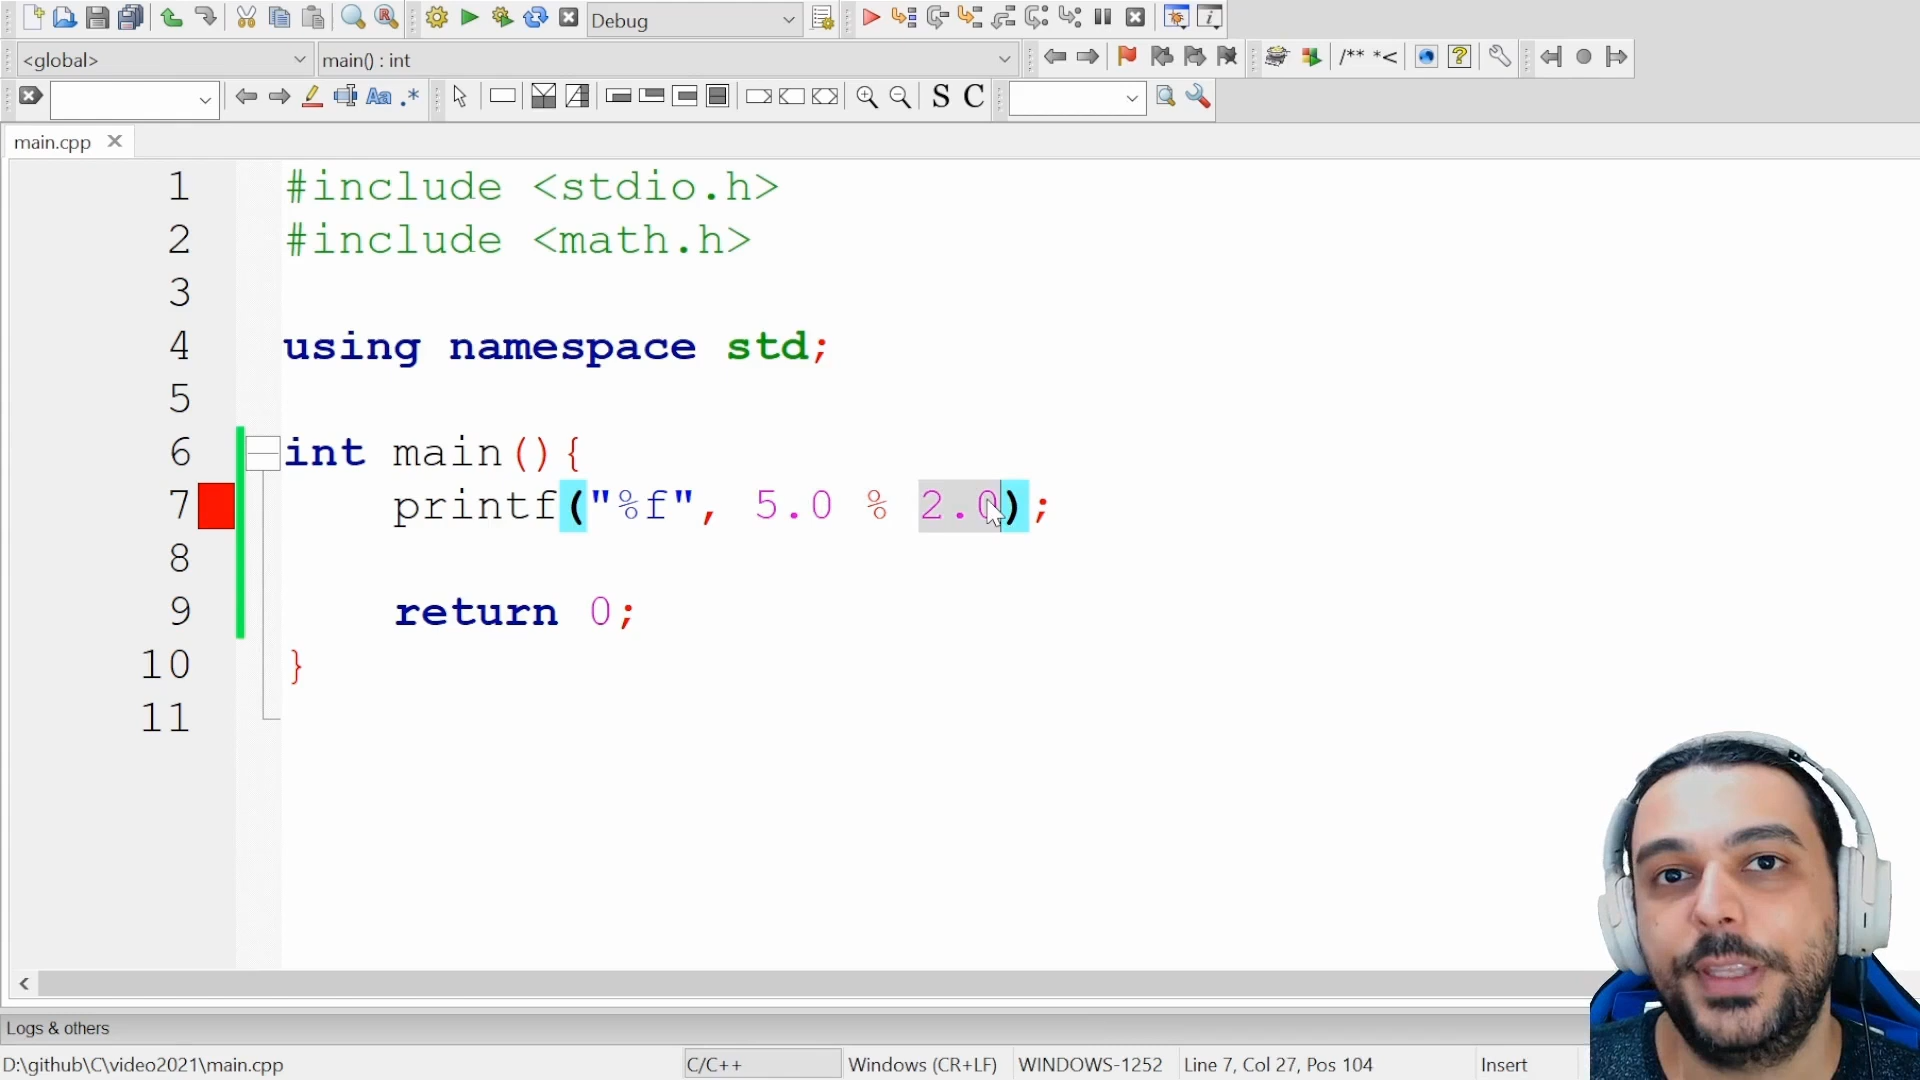 Debug
<global>
main() : int
/** *<
Aa .*
S C
main.cpp
1 #include <stdio.h>
2 #include <math.h>
3
4 using namespace std;
5
6 int main(){
7 printf("%f", 5.0 % 2.0);
8
9 return 0;
10 }
11
Logs & others
D:\github\C\video2021\main.cpp
C/C++
Windows (CR+LF)
WINDOWS-1252
Line 7, Col 27, Pos 104
Insert